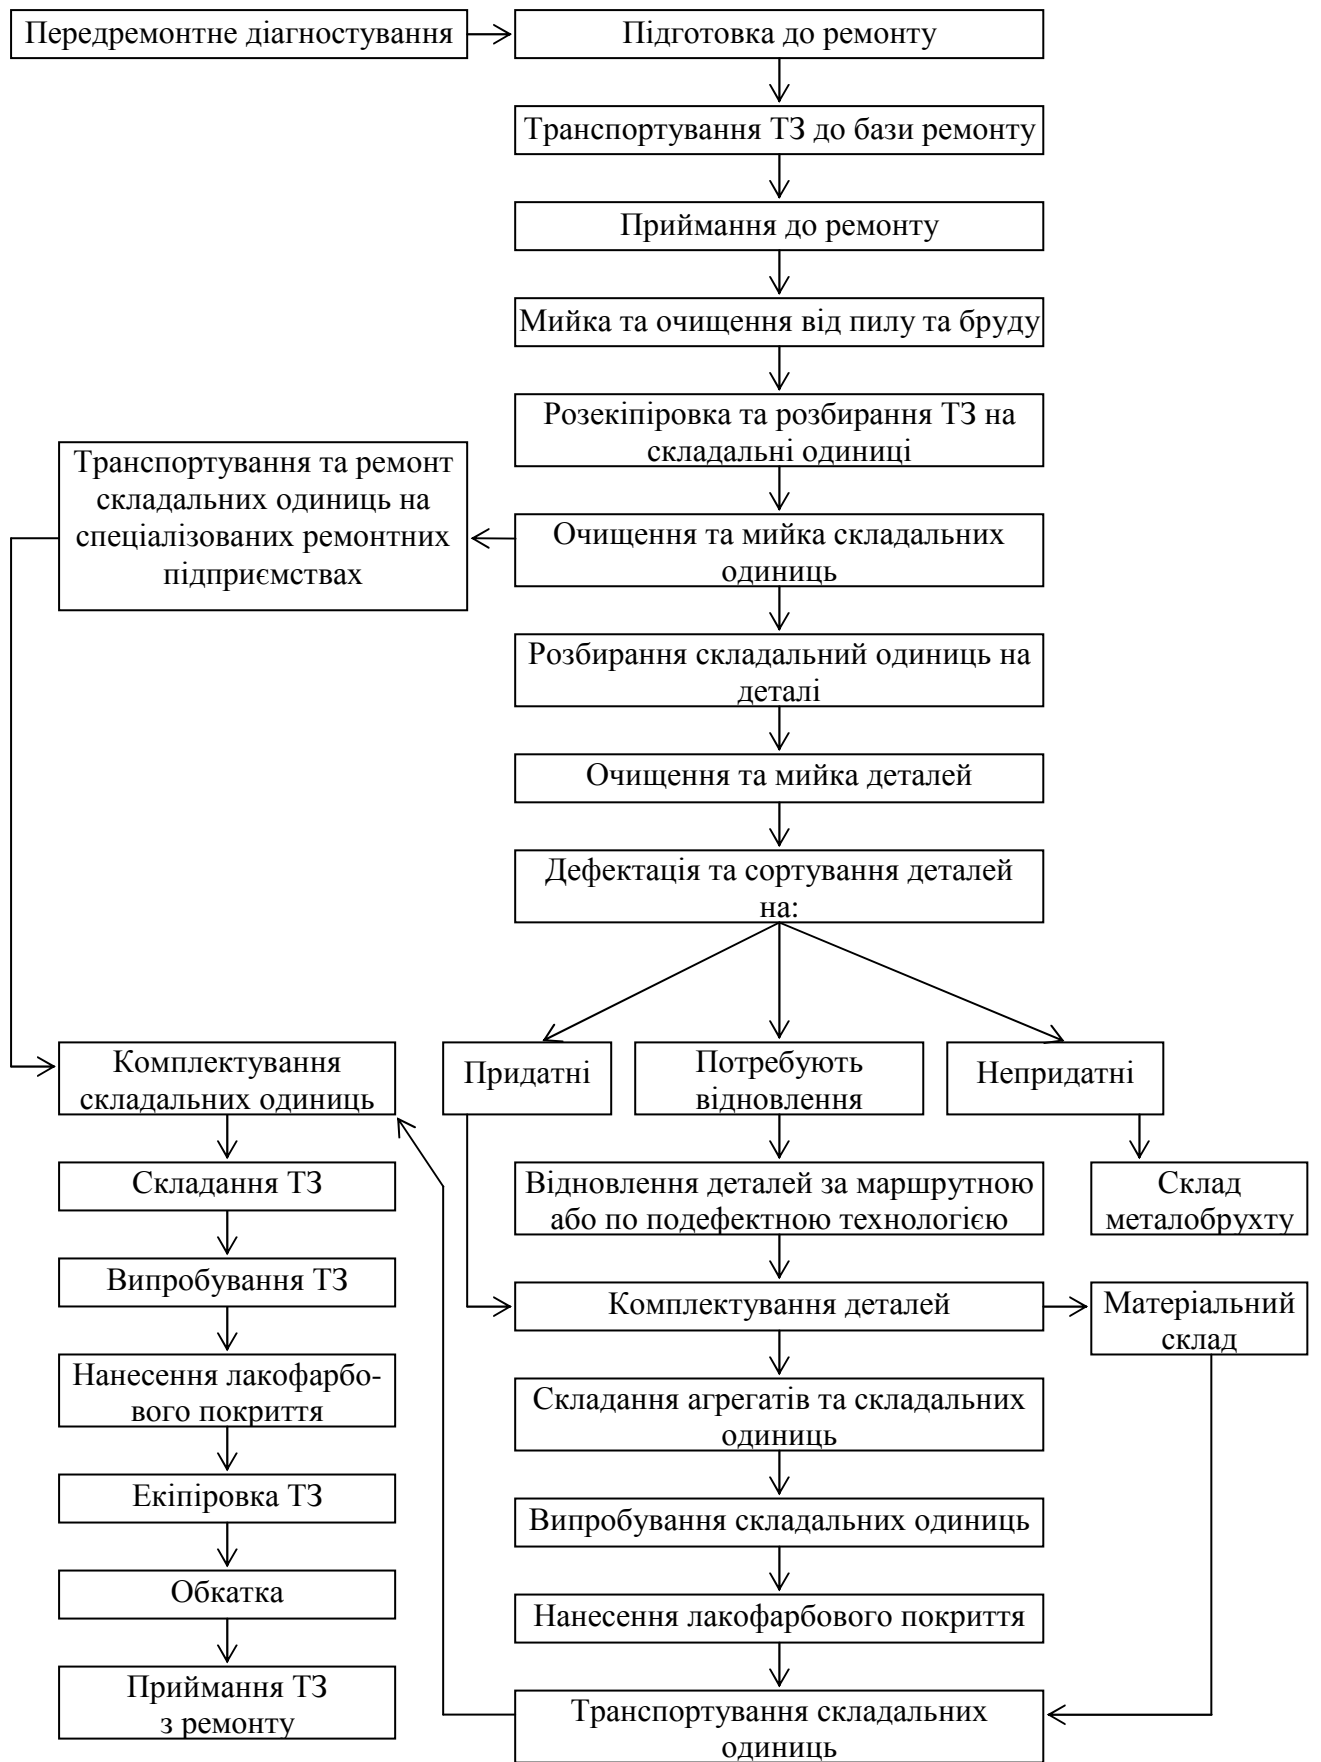 Передремонтне діагностування
Підготовка до ремонту
Транспортування ТЗ до бази ремонту
Приймання до ремонту
Мийка та очищення від пилу та бруду
Розекіпіровка та розбирання ТЗ на
складальні одиниці
Транспортування та ремонт
складальних одиниць на
спеціалізованих ремонтних
підприємствах
Очищення та мийка складальних
одиниць
Розбирання складальний одиниць на
деталі
Очищення та мийка деталей
Дефектація та сортування деталей
на:
Придатні
Потребують
відновлення
Непридатні
Відновлення деталей за маршрутною
або по подефектною технологією
Склад
металобрухту
Комплектування деталей
Матеріальний
склад
Складання агрегатів та складальних
одиниць
Випробування складальних одиниць
Нанесення лакофарбового покриття
Транспортування складальних
одиниць
Комплектування
складальних одиниць
Складання ТЗ
Випробування ТЗ
Нанесення лакофарбо-
вого покриття
Екіпіровка ТЗ
Обкатка
Приймання ТЗ
з ремонту